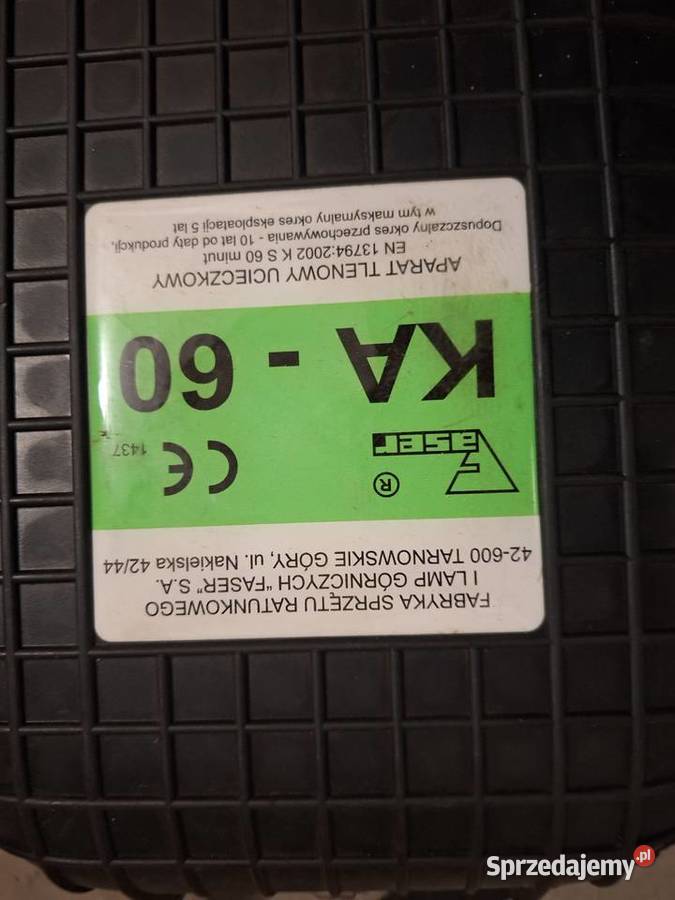 FABRYKA SPRZĘTU RATUNKOWEGO
I LAMP GÓRNICZYCH "FASER" S.A.
42-600 TARNOWSKIE GÓRY, ul. Nakielska 42/44
Faser ®
CE 1437
KA - 60
APARAT TLENOWY UCIECZKOWY
EN 13794:2002 K S 60 minut
Dopuszczalny okres przechowywania - 10 lat od daty produkcji,
w tym maksymalny okres eksploatacji 5 lat
Sprzedajemy.pl